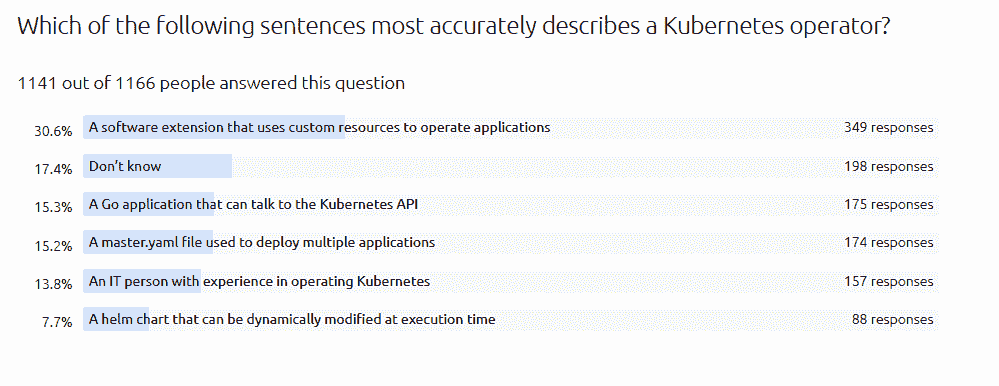 Which of the following sentences most accurately describes a Kubernetes operator?
1141 out of 1166 people answered this question
30.6% A software extension that uses custom resources to operate applications 349 responses
17.4% Don’t know 198 responses
15.3% A Go application that can talk to the Kubernetes API 175 responses
15.2% A master.yaml file used to deploy multiple applications 174 responses
13.8% An IT person with experience in operating Kubernetes 157 responses
7.7% A helm chart that can be dynamically modified at execution time 88 responses